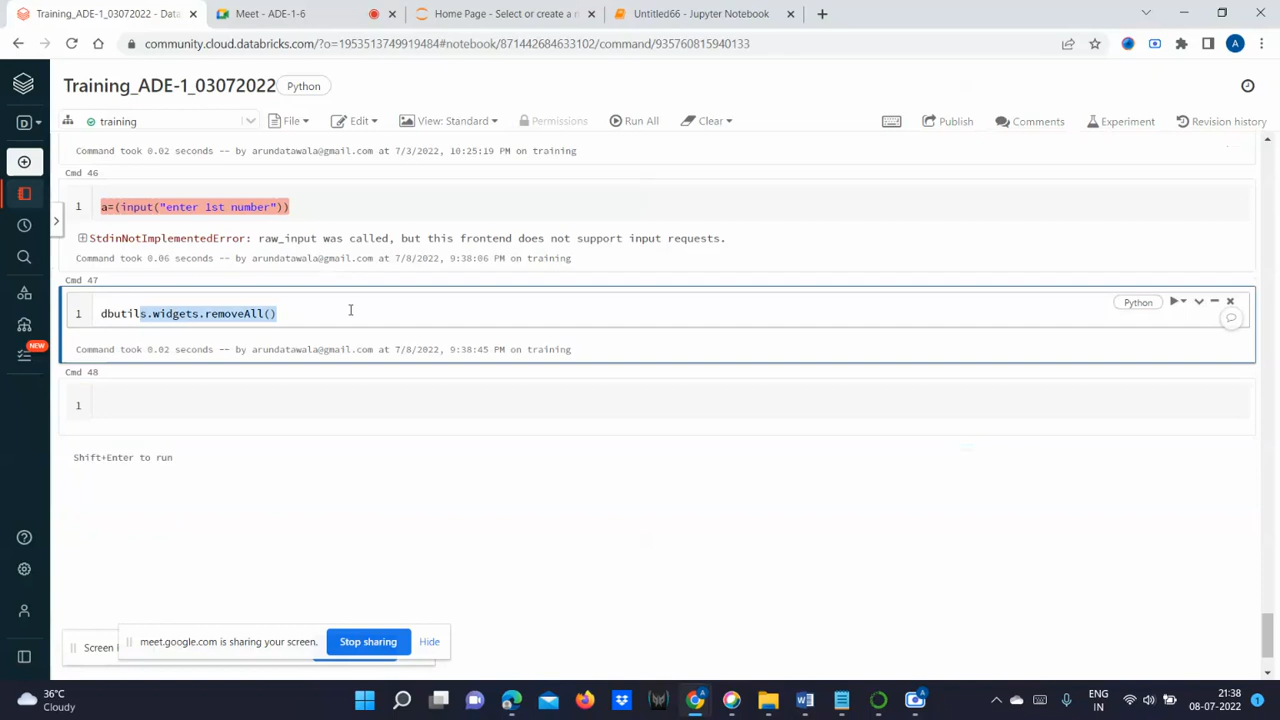 Training_ADE-1_03072022 - Data
Meet - ADE-1-6
Home Page - Select or create a n
Untitled66 - Jupyter Notebook
community.cloud.databricks.com/?o=1953513749919484#notebook/871442684633102/command/935760815940133
A
Training_ADE-1_03072022
Python
D
training
File
Edit
View: Standard
Permissions
Run All
Clear
Publish
Comments
Experiment
Revision history
Command took 0.02 seconds -- by arundatawala@gmail.com at 7/3/2022, 10:25:19 PM on training
Cmd 46
1 a=(input("enter 1st number"))
StdinNotImplementedError: raw_input was called, but this frontend does not support input requests.
Command took 0.06 seconds -- by arundatawala@gmail.com at 7/8/2022, 9:38:06 PM on training
Cmd 47
Python
1 dbutils.widgets.removeAll()
NEW
Command took 0.02 seconds -- by arundatawala@gmail.com at 7/8/2022, 9:38:45 PM on training
Cmd 48
1
Shift+Enter to run
Screen
meet.google.com is sharing your screen.
Stop sharing
Hide
36°C
Cloudy
A
ENG
IN
21:38
08-07-2022
1